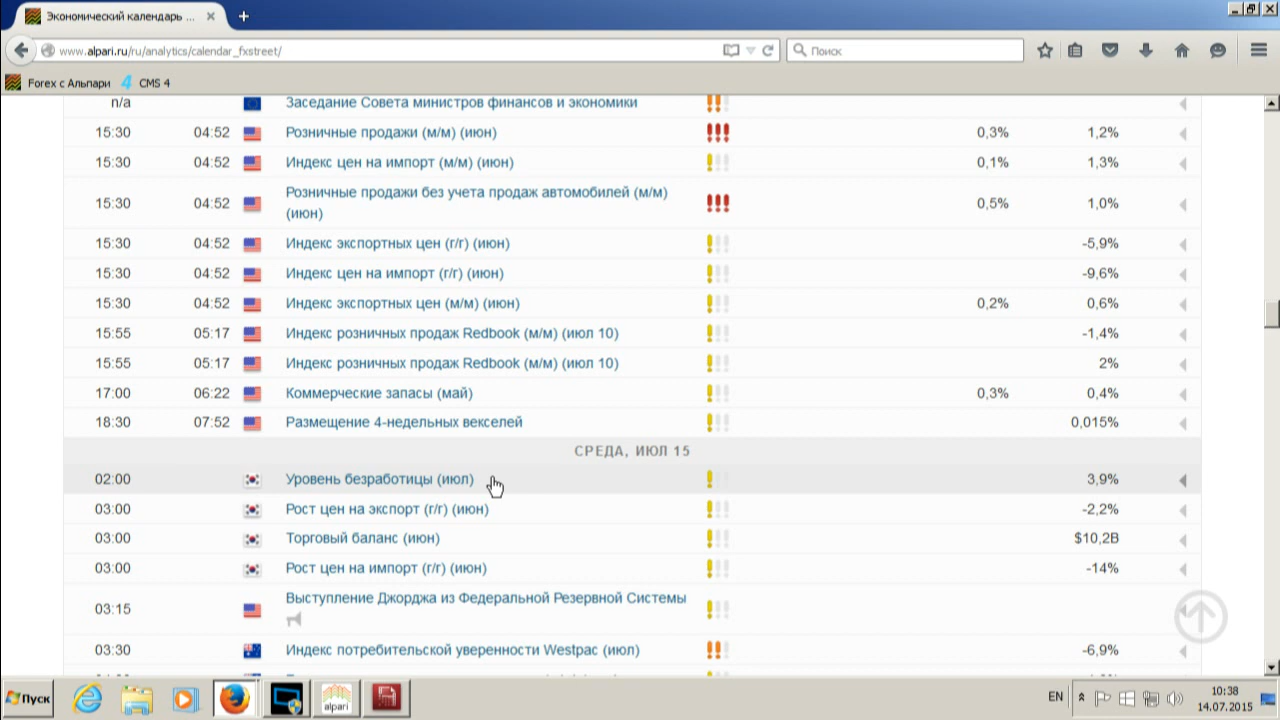 Экономический календарь ...
www.alpari.ru/ru/analytics/calendar_fxstreet/
Поиск
Forex с Альпари
CMS 4
n/a Заседание Совета министров финансов и экономики
15:30 04:52 Розничные продажи (м/м) (июн) 0,3% 1,2%
15:30 04:52 Индекс цен на импорт (м/м) (июн) 0,1% 1,3%
15:30 04:52 Розничные продажи без учета продаж автомобилей (м/м) (июн) 0,5% 1,0%
15:30 04:52 Индекс экспортных цен (г/г) (июн) -5,9%
15:30 04:52 Индекс цен на импорт (г/г) (июн) -9,6%
15:30 04:52 Индекс экспортных цен (м/м) (июн) 0,2% 0,6%
15:55 05:17 Индекс розничных продаж Redbook (м/м) (июл 10) -1,4%
15:55 05:17 Индекс розничных продаж Redbook (м/м) (июл 10) 2%
17:00 06:22 Коммерческие запасы (май) 0,3% 0,4%
18:30 07:52 Размещение 4-недельных векселей 0,015%
СРЕДА, ИЮЛ 15
02:00 Уровень безработицы (июл) 3,9%
03:00 Рост цен на экспорт (г/г) (июн) -2,2%
03:00 Торговый баланс (июн) $10,2B
03:00 Рост цен на импорт (г/г) (июн) -14%
03:15 Выступление Джорджа из Федеральной Резервной Системы
03:30 Индекс потребительской уверенности Westpac (июл) -6,9%
Пуск
alpari
EN
10:38
14.07.2015